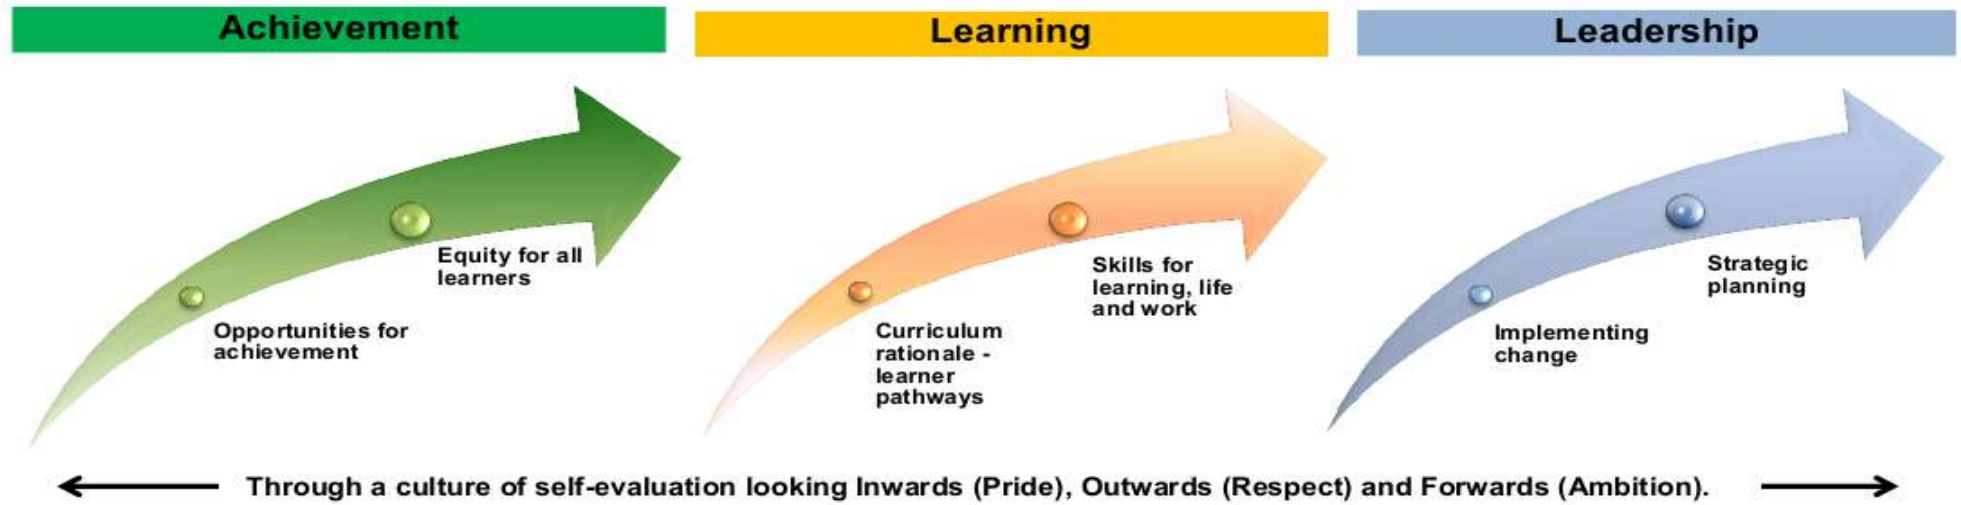 Achievement
Learning
Leadership
Equity for all
learners
Opportunities for
achievement
Skills for
learning, life
and work
Curriculum
rationale -
learner
pathways
Strategic
planning
Implementing
change
Through a culture of self-evaluation looking Inwards (Pride), Outwards (Respect) and Forwards (Ambition).